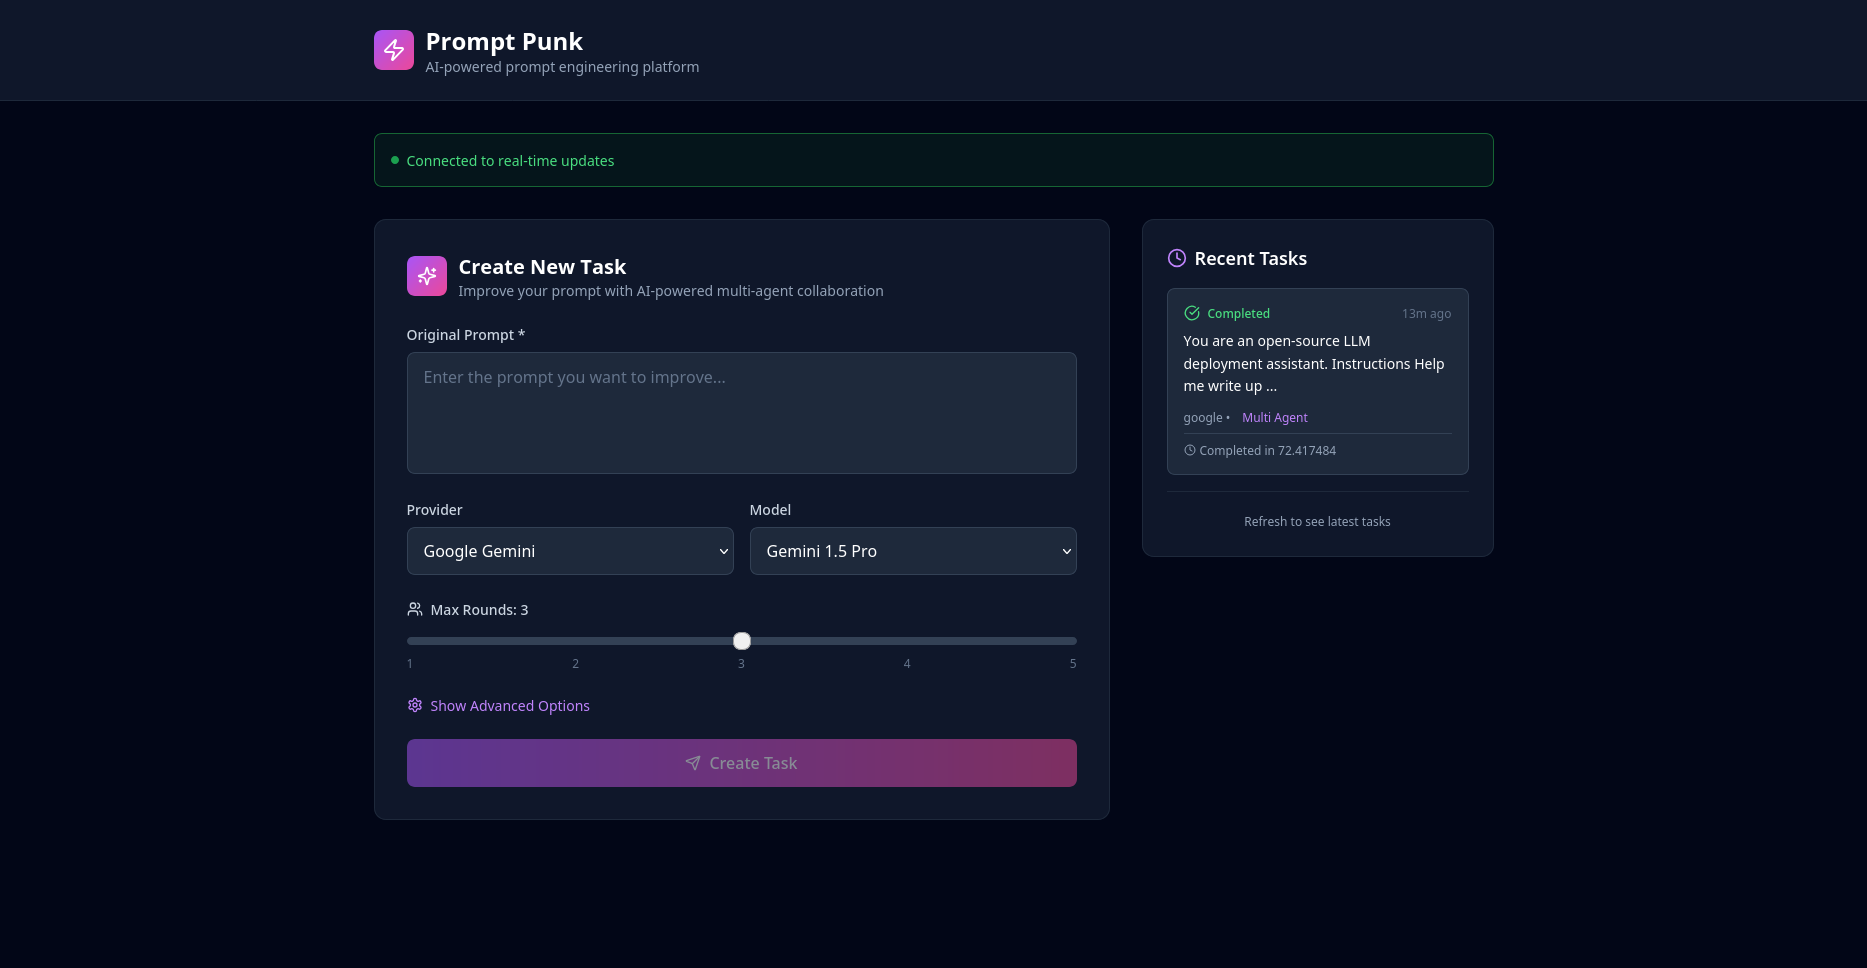 Prompt Punk
AI-powered prompt engineering platform
Connected to real-time updates
Create New Task
Improve your prompt with AI-powered multi-agent collaboration
Original Prompt *
Enter the prompt you want to improve...
Provider
Model
Google Gemini
Gemini 1.5 Pro
Max Rounds: 3
1 2 3 4 5
Show Advanced Options
Create Task
Recent Tasks
Completed 13m ago
You are an open-source LLM
deployment assistant. Instructions Help
me write up ...
google • Multi Agent
Completed in 72.417484
Refresh to see latest tasks